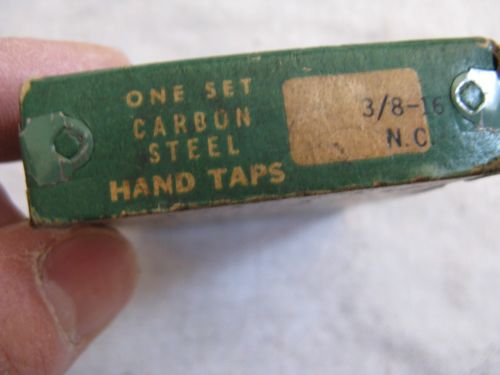 ONE SET
CARBON
STEEL
HAND TAPS
3/8-16
N.C.